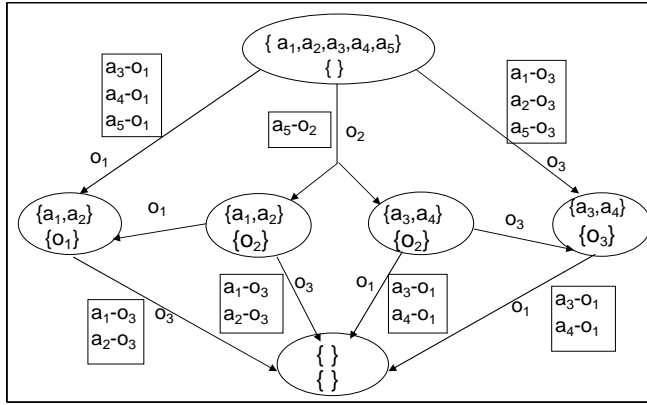 { a₁,a₂,a₃,a₄,a₅}
{ }
a₃-o₁
a₄-o₁
a₅-o₁
a₅-o₂
o₂
a₁-o₃
a₂-o₃
a₅-o₃
o₁
o₃
{a₁,a₂}
{o₁}
o₁
{a₁,a₂}
{o₂}
{a₃,a₄}
{o₂}
o₃
{a₃,a₄}
{o₃}
a₁-o₃
a₂-o₃
o₃
a₁-o₃
a₂-o₃
o₃
o₁
a₃-o₁
a₄-o₁
o₁
a₃-o₁
a₄-o₁
{ }
{ }